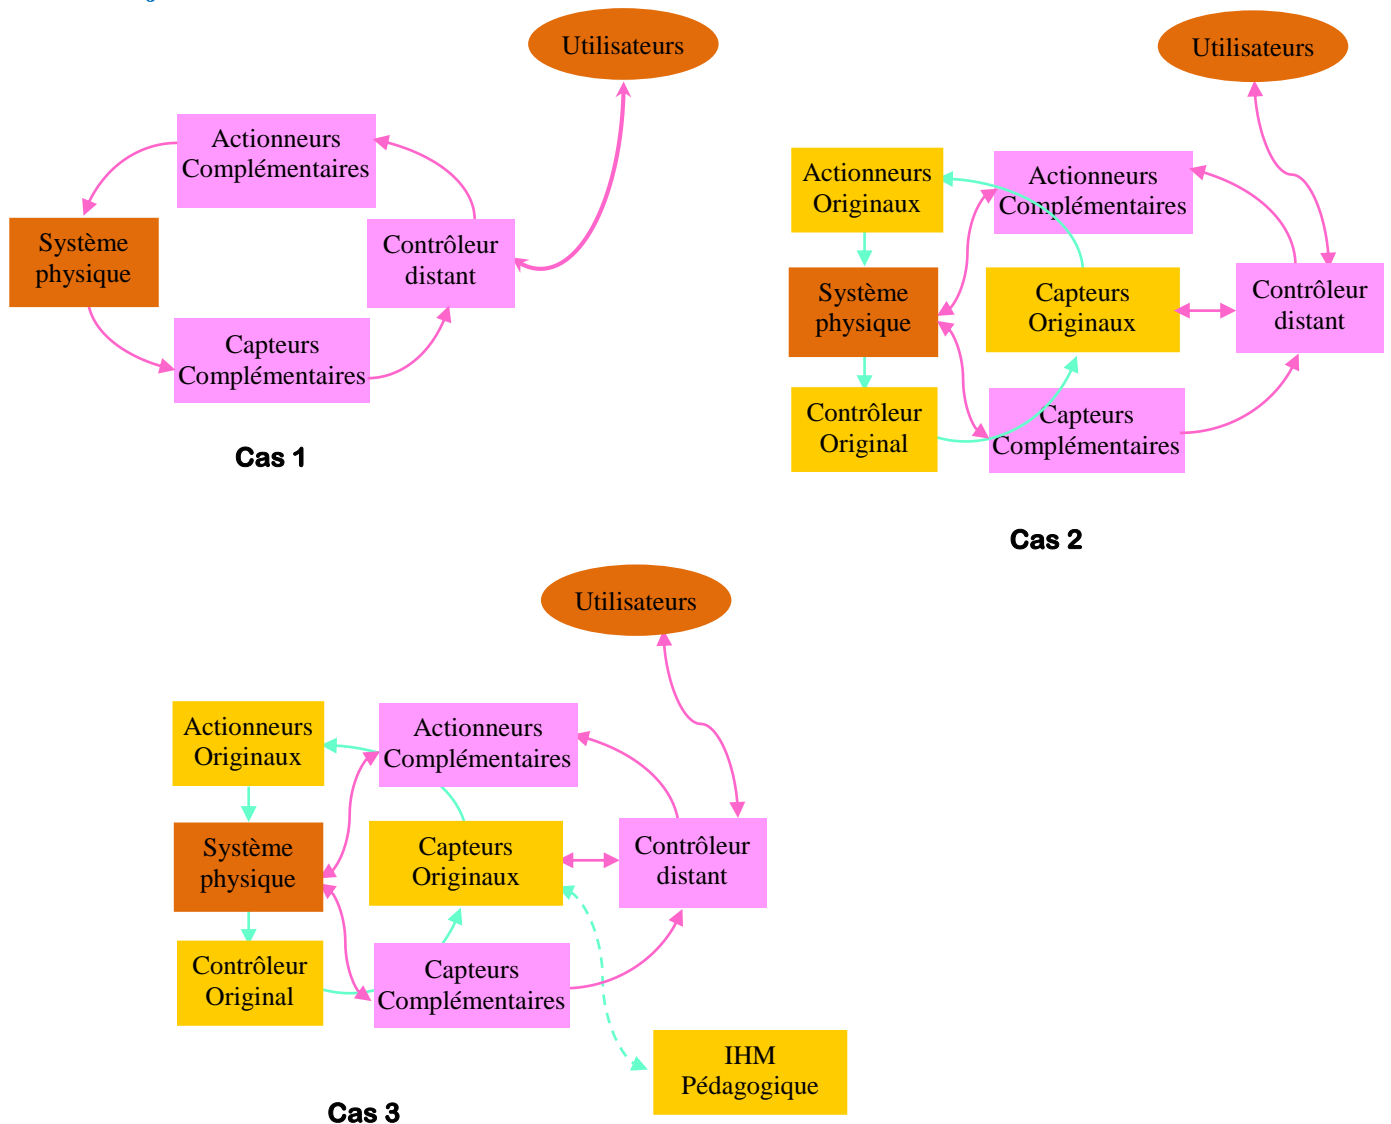 Utilisateurs
Actionneurs
Complémentaires
Système
physique
Contrôleur
distant
Capteurs
Complémentaires
Cas 1
Utilisateurs
Actionneurs
Originaux
Actionneurs
Complémentaires
Système
physique
Capteurs
Originaux
Contrôleur
distant
Contrôleur
Original
Capteurs
Complémentaires
Cas 2
Utilisateurs
Actionneurs
Originaux
Actionneurs
Complémentaires
Système
physique
Capteurs
Originaux
Contrôleur
distant
Contrôleur
Original
Capteurs
Complémentaires
IHM
Pédagogique
Cas 3